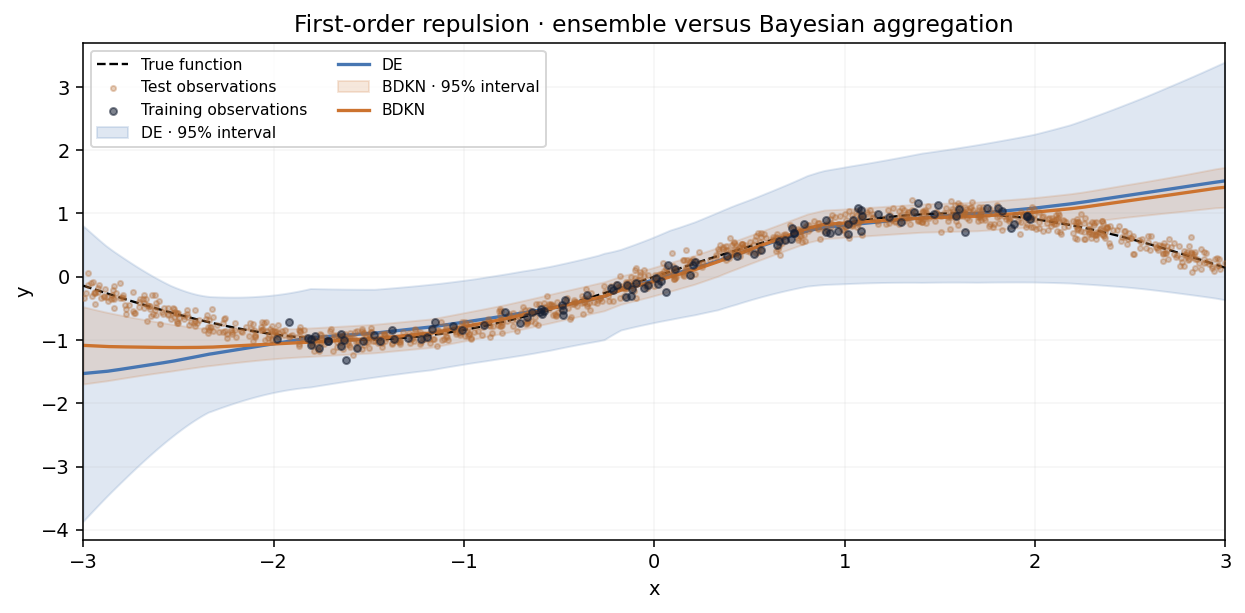 First-order repulsion · ensemble versus Bayesian aggregation
True function
Test observations
Training observations
DE · 95% interval
DE
BDKN · 95% interval
BDKN
y
3
2
1
0
−1
−2
−3
−4
−3 −2 −1 0 1 2 3
x